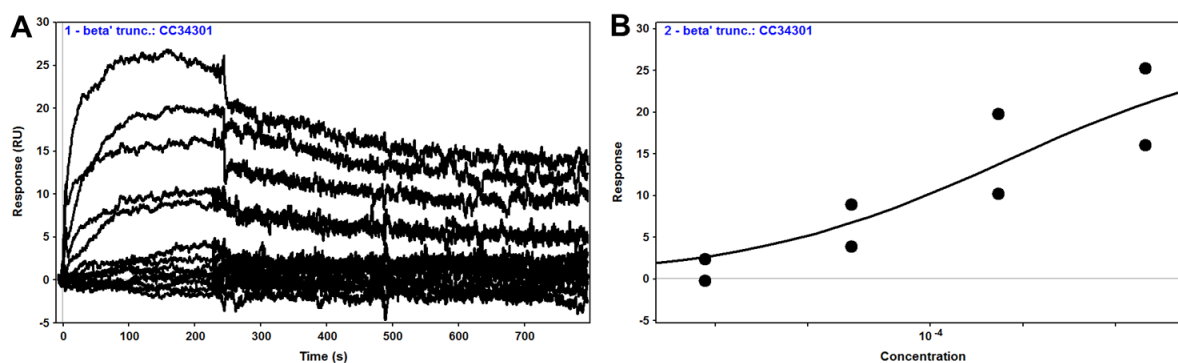 A
1 - beta' trunc.: CC34301
30
25
20
15
10
5
0
-5
Response (RU)
0 100 200 300 400 500 600 700
Time (s)
B
2 - beta' trunc.: CC34301
30
25
20
15
10
5
0
-5
Response
10 -4
Concentration